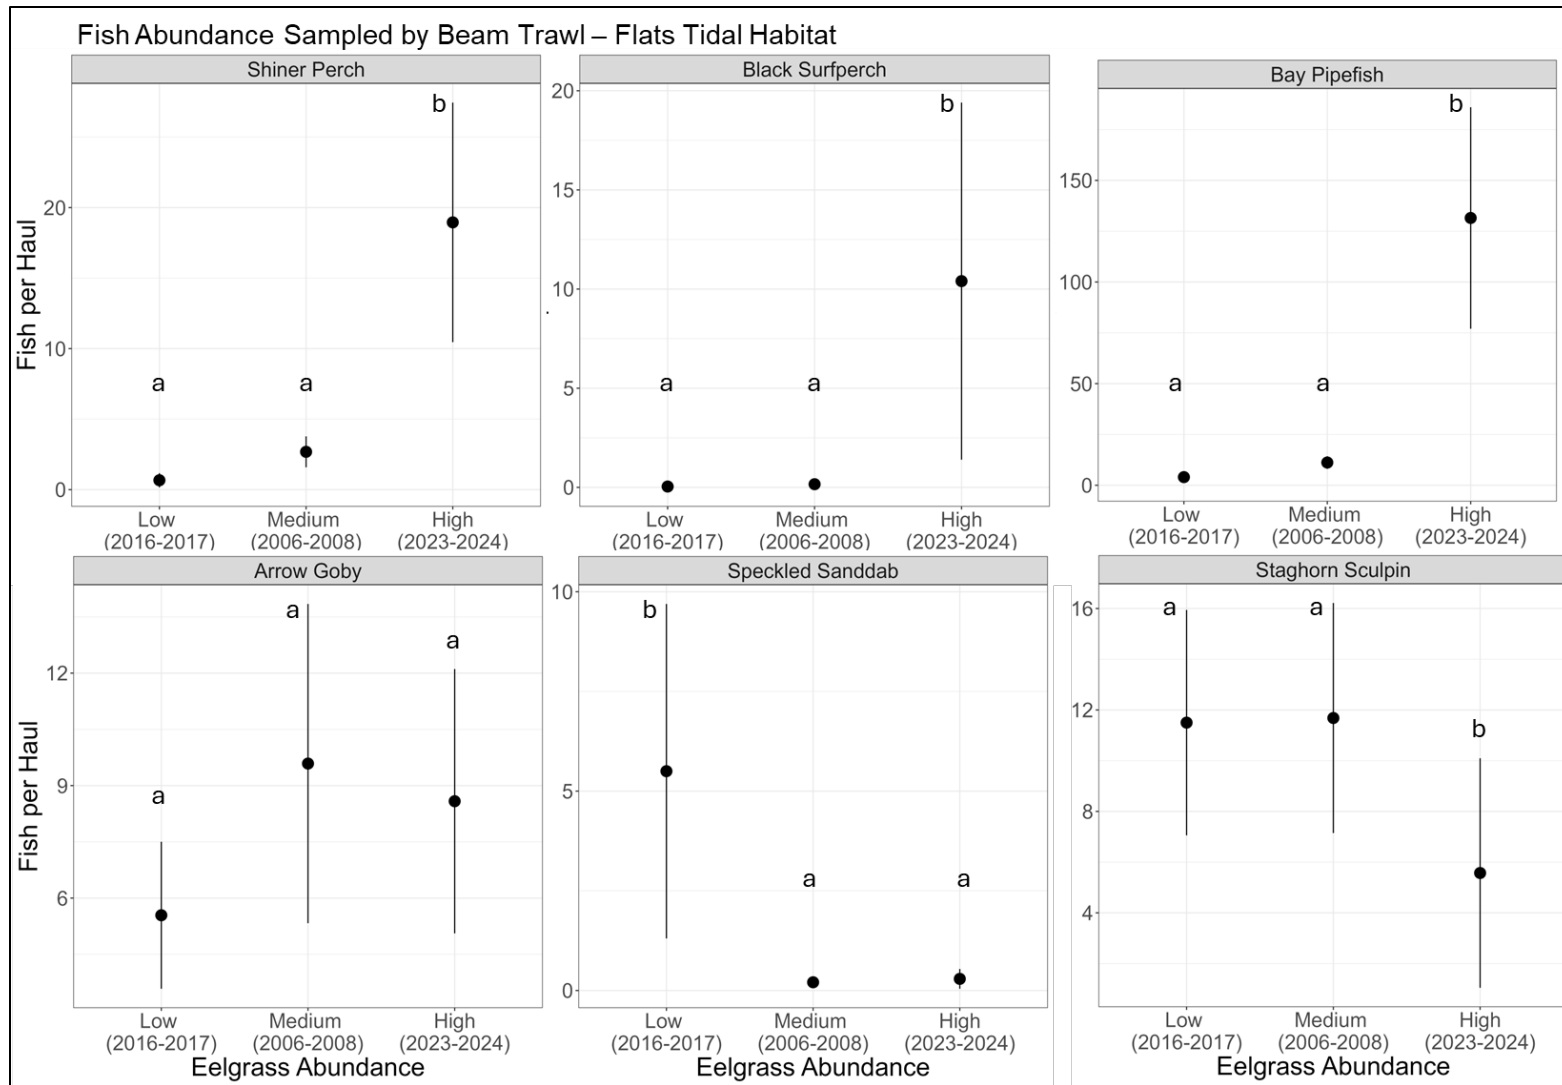 Fish Abundance Sampled by Beam Trawl – Flats Tidal Habitat
Shiner Perch
Black Surfperch
Bay Pipefish
Fish per Haul
20
10
0
a
a
b
Low
(2016-2017)
Medium
(2006-2008)
High
(2023-2024)
20
15
10
5
0
a
a
b
Low
(2016-2017)
Medium
(2006-2008)
High
(2023-2024)
150
100
50
0
a
a
b
Low
(2016-2017)
Medium
(2006-2008)
High
(2023-2024)
Arrow Goby
Speckled Sanddab
Staghorn Sculpin
Fish per Haul
12
9
6
a
a
a
Low
(2016-2017)
Medium
(2006-2008)
High
(2023-2024)
Eelgrass Abundance
10
5
0
b
a
a
Low
(2016-2017)
Medium
(2006-2008)
High
(2023-2024)
Eelgrass Abundance
16
12
8
4
a
a
b
Low
(2016-2017)
Medium
(2006-2008)
High
(2023-2024)
Eelgrass Abundance